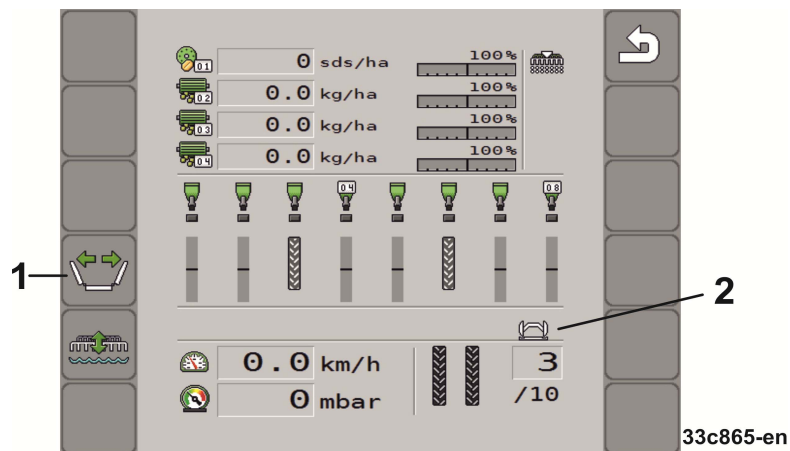 01 0 sds/ha 100%
02 0.0 kg/ha 100%
03 0.0 kg/ha 100%
04 0.0 kg/ha 100%
04 08
1
2
0.0 km/h 3
0 mbar /10
33c865-en